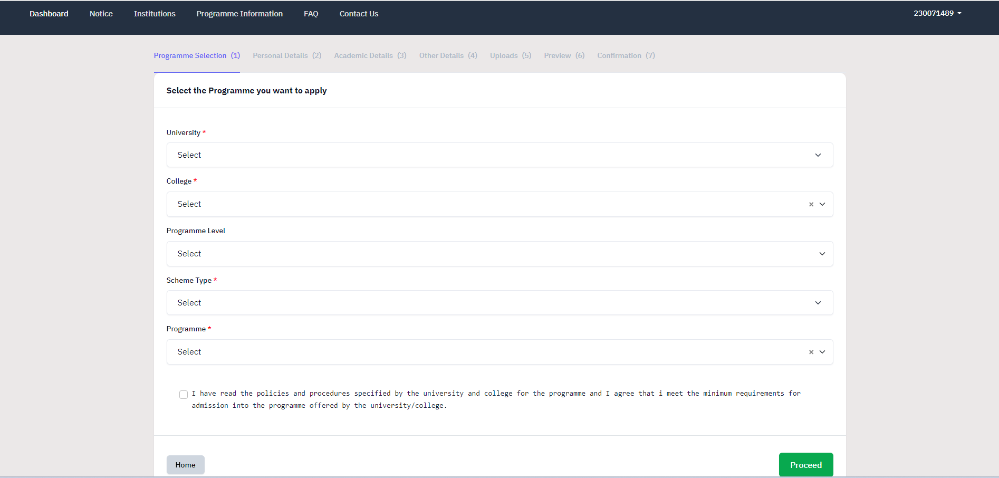 Dashboard Notice Institutions Programme Information FAQ Contact Us 230071489
Programme Selection (1) Personal Details (2) Academic Details (3) Other Details (4) Uploads (5) Preview (6) Confirmation (7)
Select the Programme you want to apply
University *
Select
College *
Select
Programme Level
Select
Scheme Type *
Select
Programme *
Select
I have read the policies and procedures specified by the university and college for the programme and I agree that i meet the minimum requirements for
admission into the programme offered by the university/college.
Home Proceed